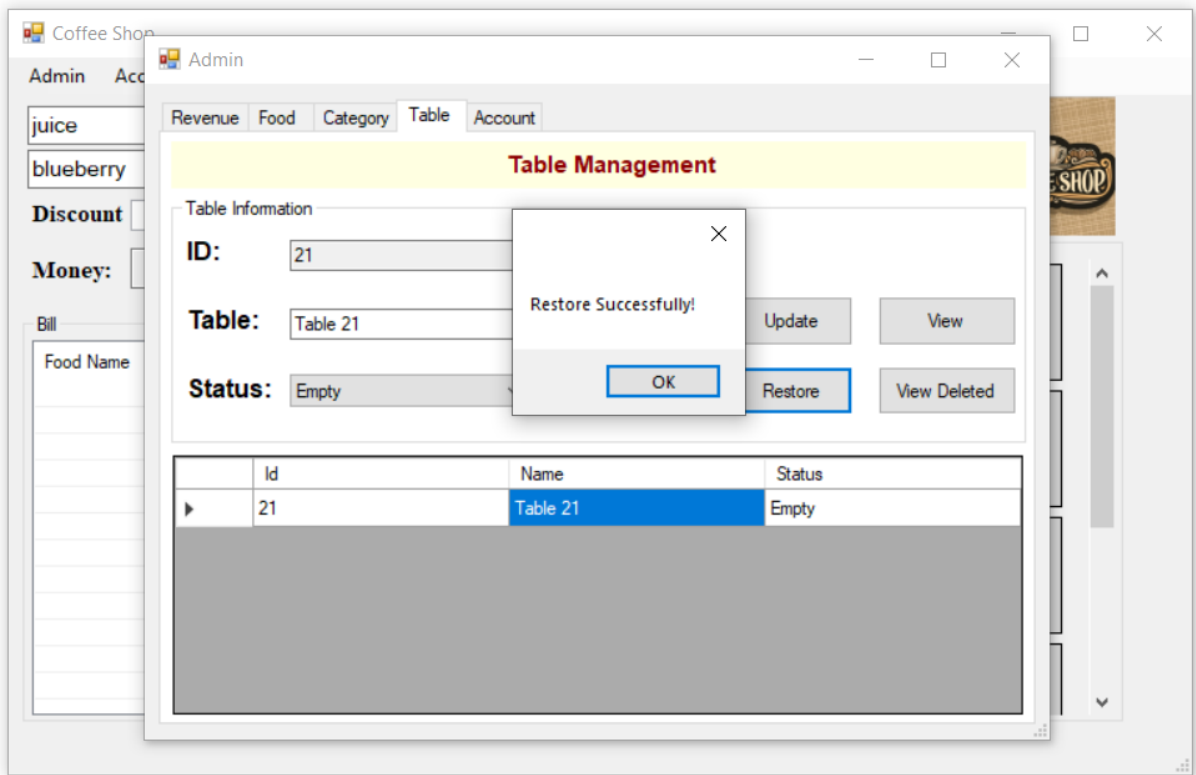 Coffee Shop
Admin
Admin
juice
blueberry
Discount
Money:
Bill
Food Name
SHOP
Revenue Food Category Table Account
Table Management
Table Information
ID: 21
Table: Table 21
Status: Empty
Restore Successfully!
OK
Update View
Restore View Deleted
Id Name Status
21 Table 21 Empty